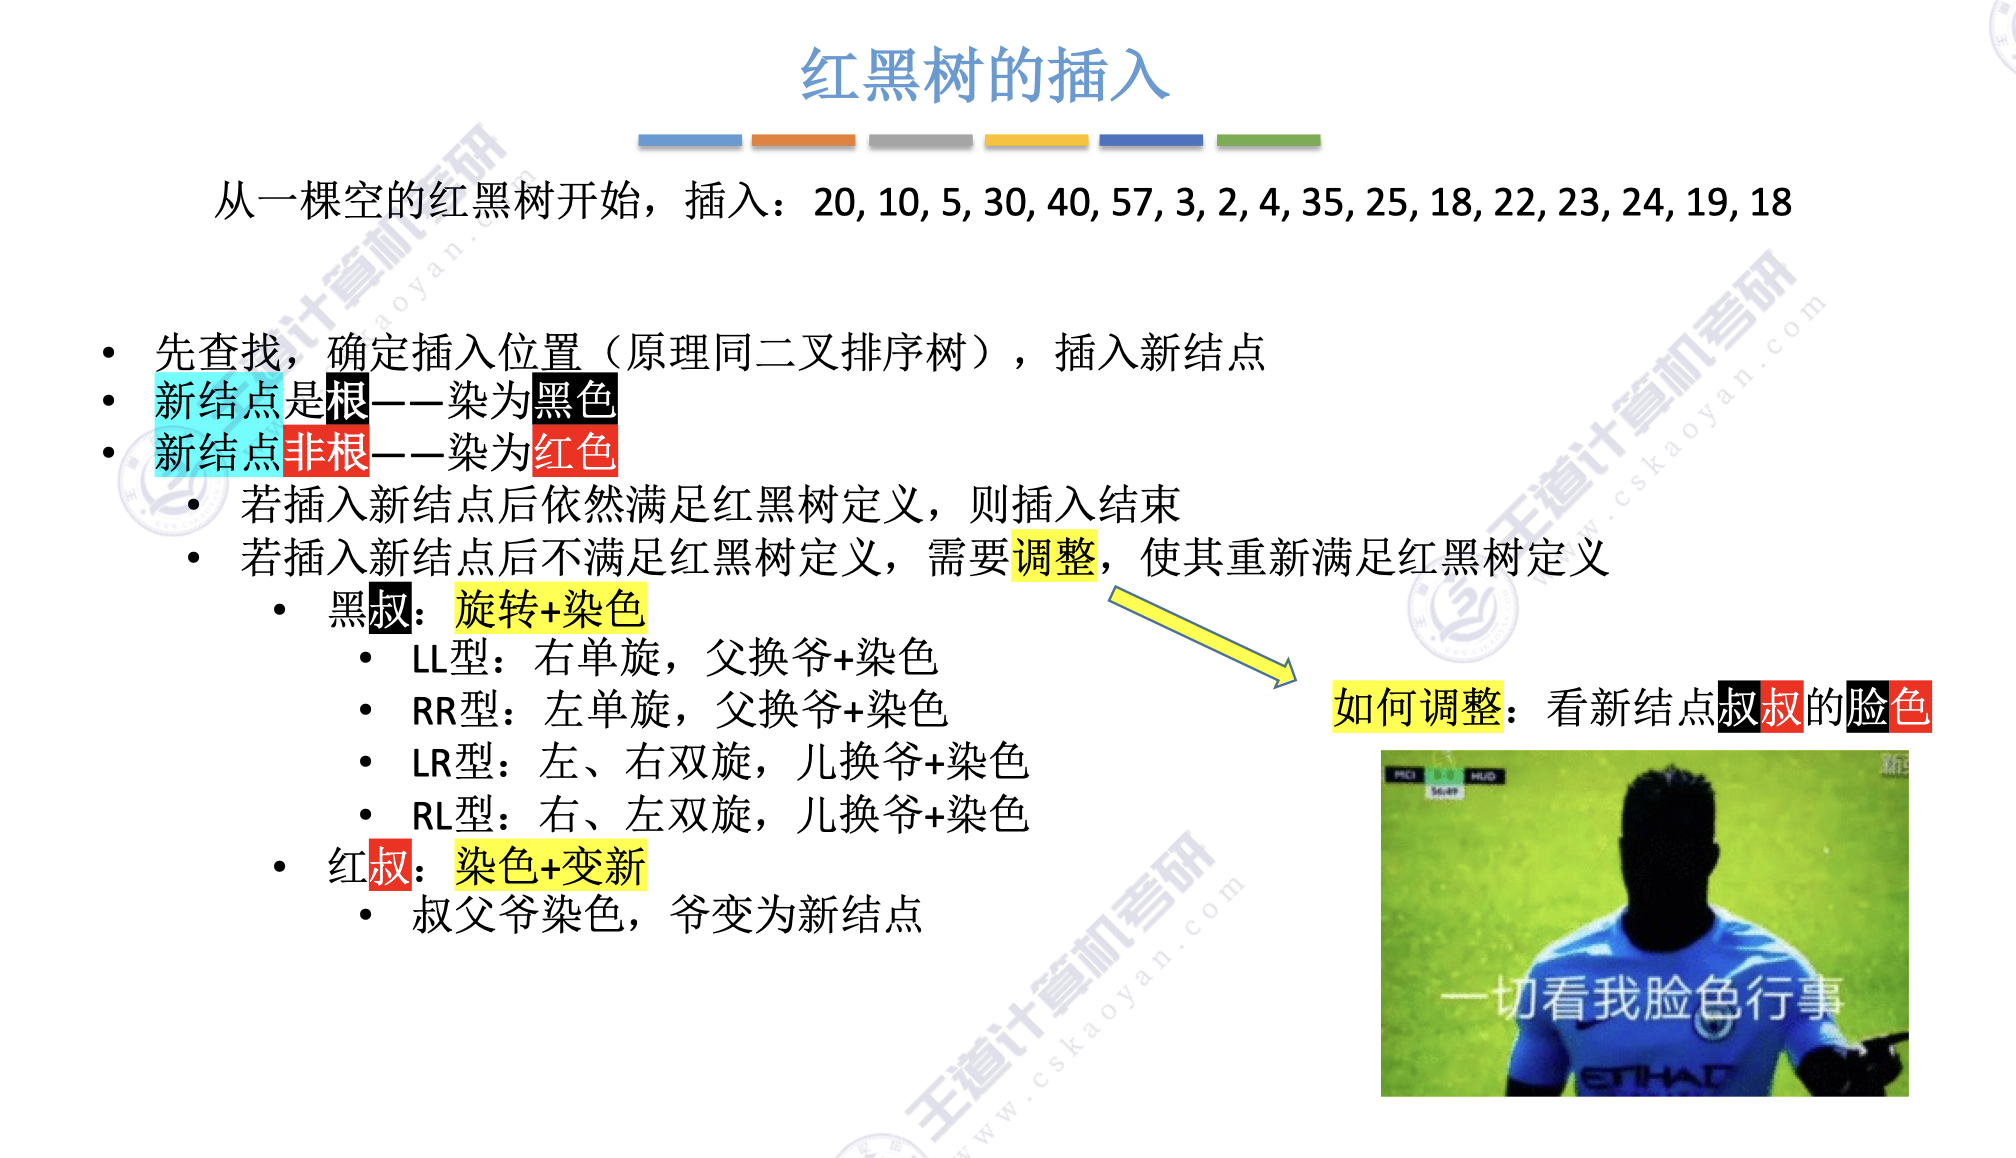 红黑树的插入
从一棵空的红黑树开始，插入：20, 10, 5, 30, 40, 57, 3, 2, 4, 35, 25, 18, 22, 23, 24, 19, 18
• 先查找，确定插入位置（原理同二叉排序树），插入新结点
• 新结点是根——染为黑色
• 新结点非根——染为红色
• 若插入新结点后依然满足红黑树定义，则插入结束
• 若插入新结点后不满足红黑树定义，需要调整，使其重新满足红黑树定义
• 黑叔：旋转+染色
• LL型：右单旋，父换爷+染色
• RR型：左单旋，父换爷+染色
• LR型：左、右双旋，儿换爷+染色
• RL型：右、左双旋，儿换爷+染色
• 红叔：染色+变新
• 叔父爷染色，爷变为新结点
如何调整：看新结点叔叔的脸色
MCI 0-0 HUD
56:49
一切看我脸色行事
ETIHAD
王道计算机考研
www.cskaoyan.com
王道计算机考研
www.cskaoyan.com
王道计算机考研
www.cskaoyan.com